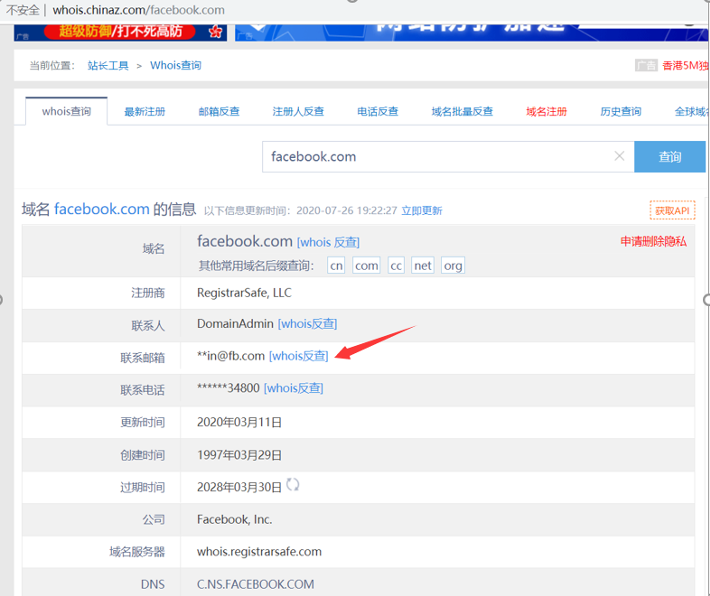 不安全 | whois.chinaz.com/facebook.com
广告 超级防御/打不死高防
广告
当前位置： 站长工具 > Whois查询 广告 香港5M独
whois查询 最新注册 邮箱反查 注册人反查 电话反查 域名批量反查 域名注册 历史查询 全球域名
facebook.com × 查询
域名 facebook.com 的信息 以下信息更新时间：2020-07-26 19:22:27 立即更新 获取API
域名 facebook.com [whois 反查] 申请删除隐私
其他常用域名后缀查询： cn com cc net org
注册商 RegistrarSafe, LLC
联系人 DomainAdmin [whois反查]
联系邮箱 **in@fb.com [whois反查]
联系电话 ******34800 [whois反查]
更新时间 2020年03月11日
创建时间 1997年03月29日
过期时间 2028年03月30日
公司 Facebook, Inc.
域名服务器 whois.registrarsafe.com
DNS C.NS.FACEBOOK.COM